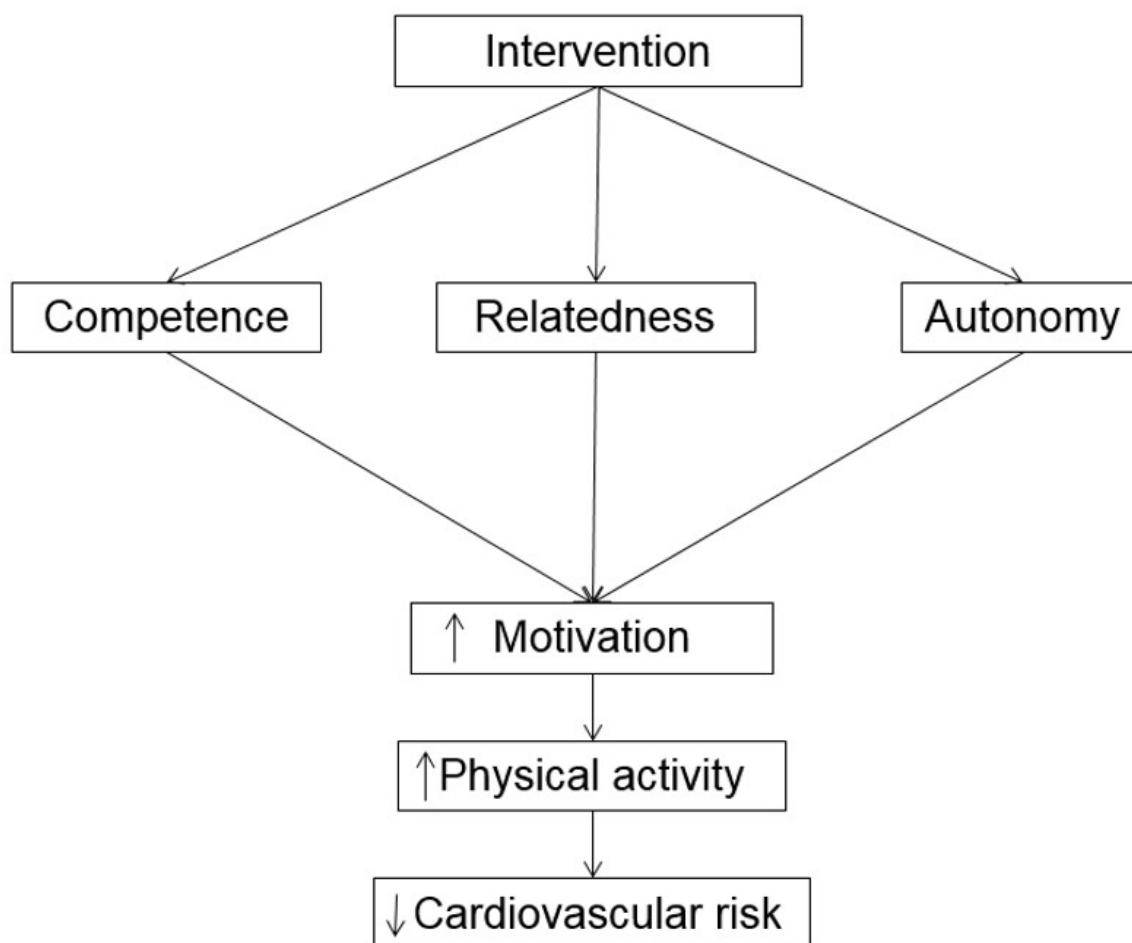 Intervention
Competence
Relatedness
Autonomy
↑ Motivation
↑ Physical activity
↓ Cardiovascular risk